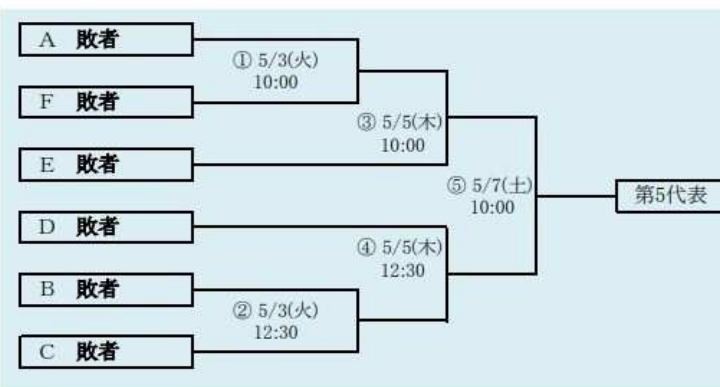 A 敗者
① 5/3(火)
10:00
F 敗者
③ 5/5(木)
10:00
E 敗者
⑤ 5/7(土)
10:00
第5代表
D 敗者
④ 5/5(木)
12:30
B 敗者
② 5/3(火)
12:30
C 敗者